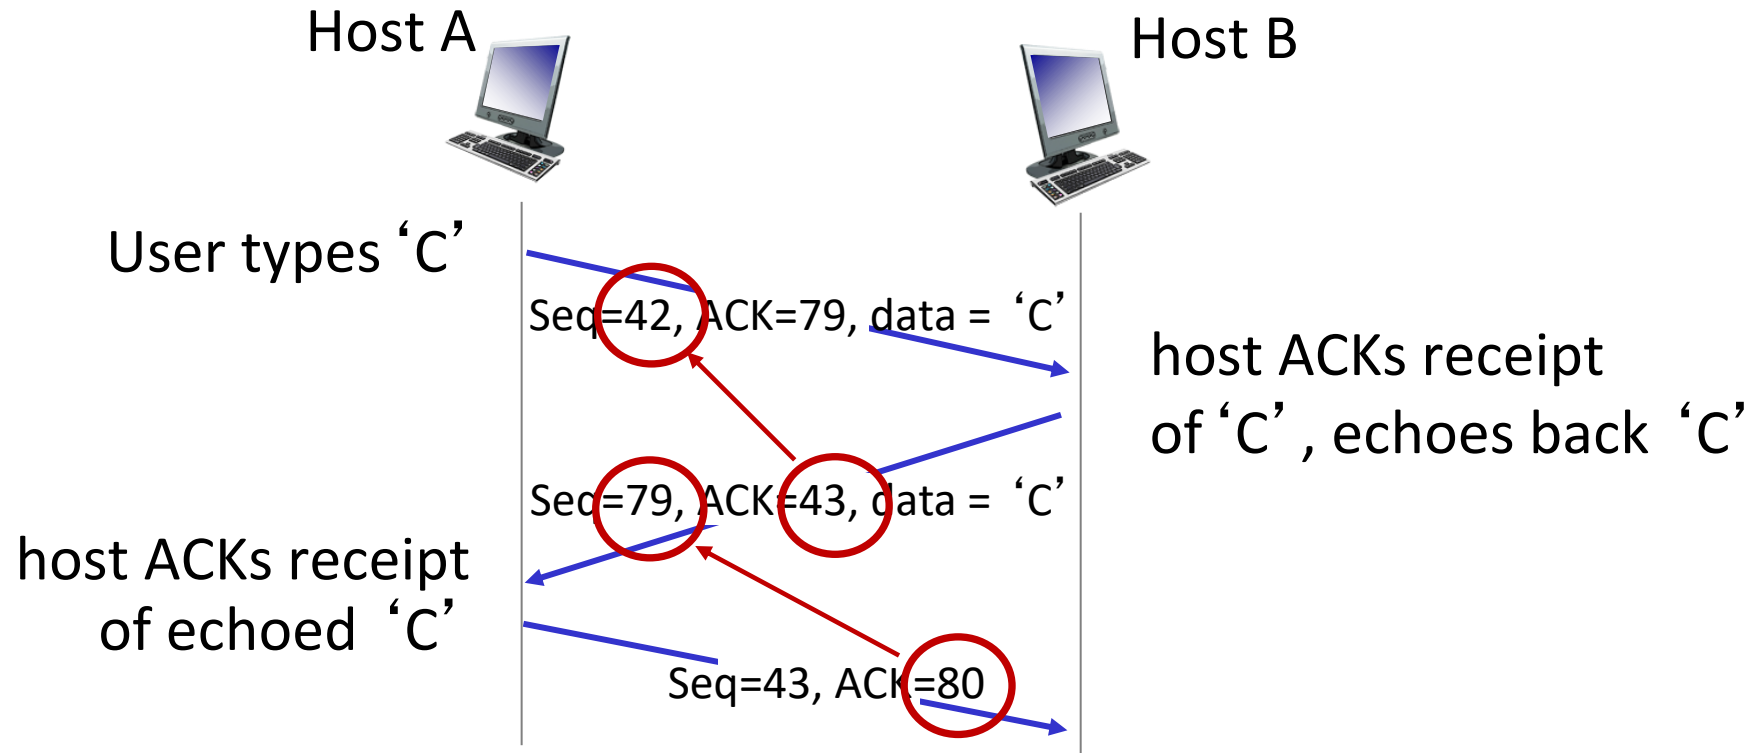 Host A
Host B
User types ‘C’
Seq=42, ACK=79, data = ‘C’
host ACKs receipt
of ‘C’, echoes back ‘C’
Seq=79, ACK=43, data = ‘C’
host ACKs receipt
of echoed ‘C’
Seq=43, ACK=80